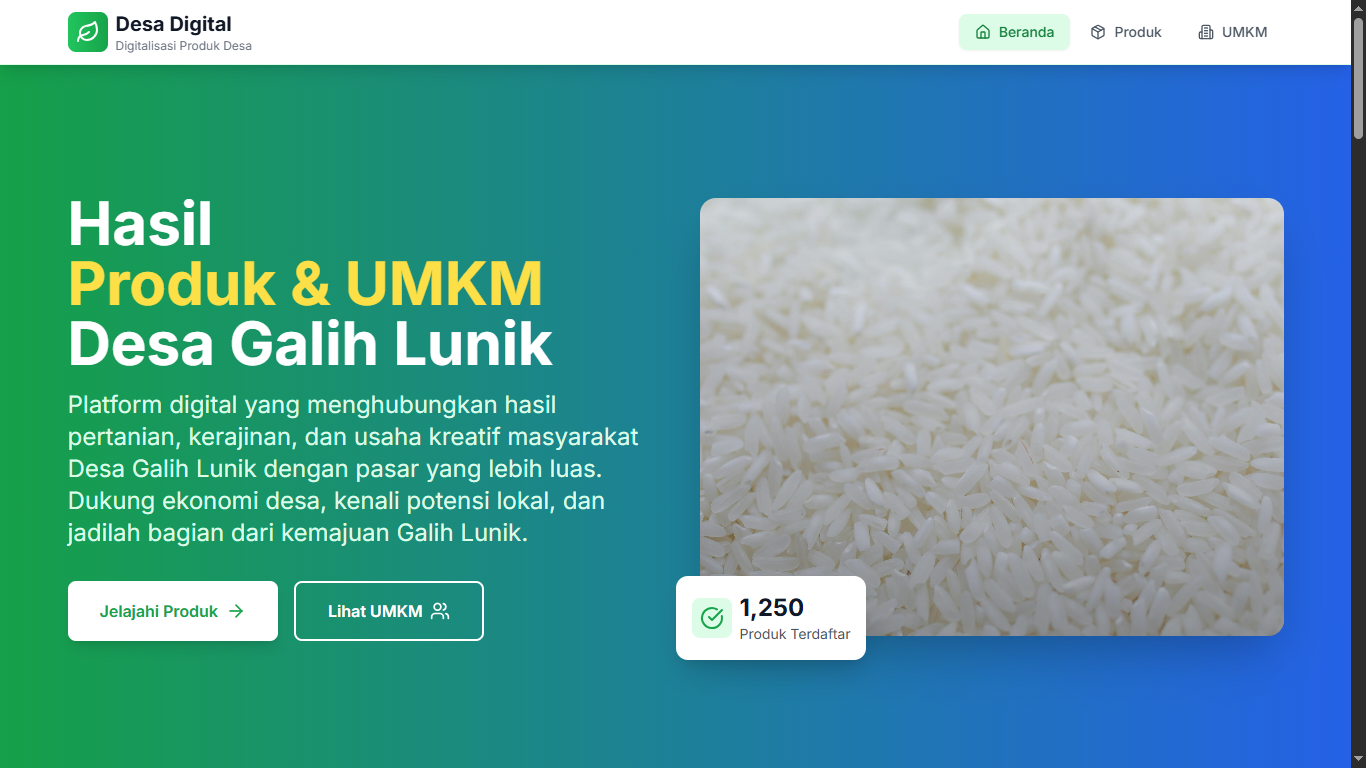 Desa Digital
Digitalisasi Produk Desa
Beranda
Produk
UMKM
Hasil
Produk & UMKM
Desa Galih Lunik
Platform digital yang menghubungkan hasil
pertanian, kerajinan, dan usaha kreatif masyarakat
Desa Galih Lunik dengan pasar yang lebih luas.
Dukung ekonomi desa, kenali potensi lokal, dan
jadilah bagian dari kemajuan Galih Lunik.
Jelajahi Produk
Lihat UMKM
1,250
Produk Terdaftar